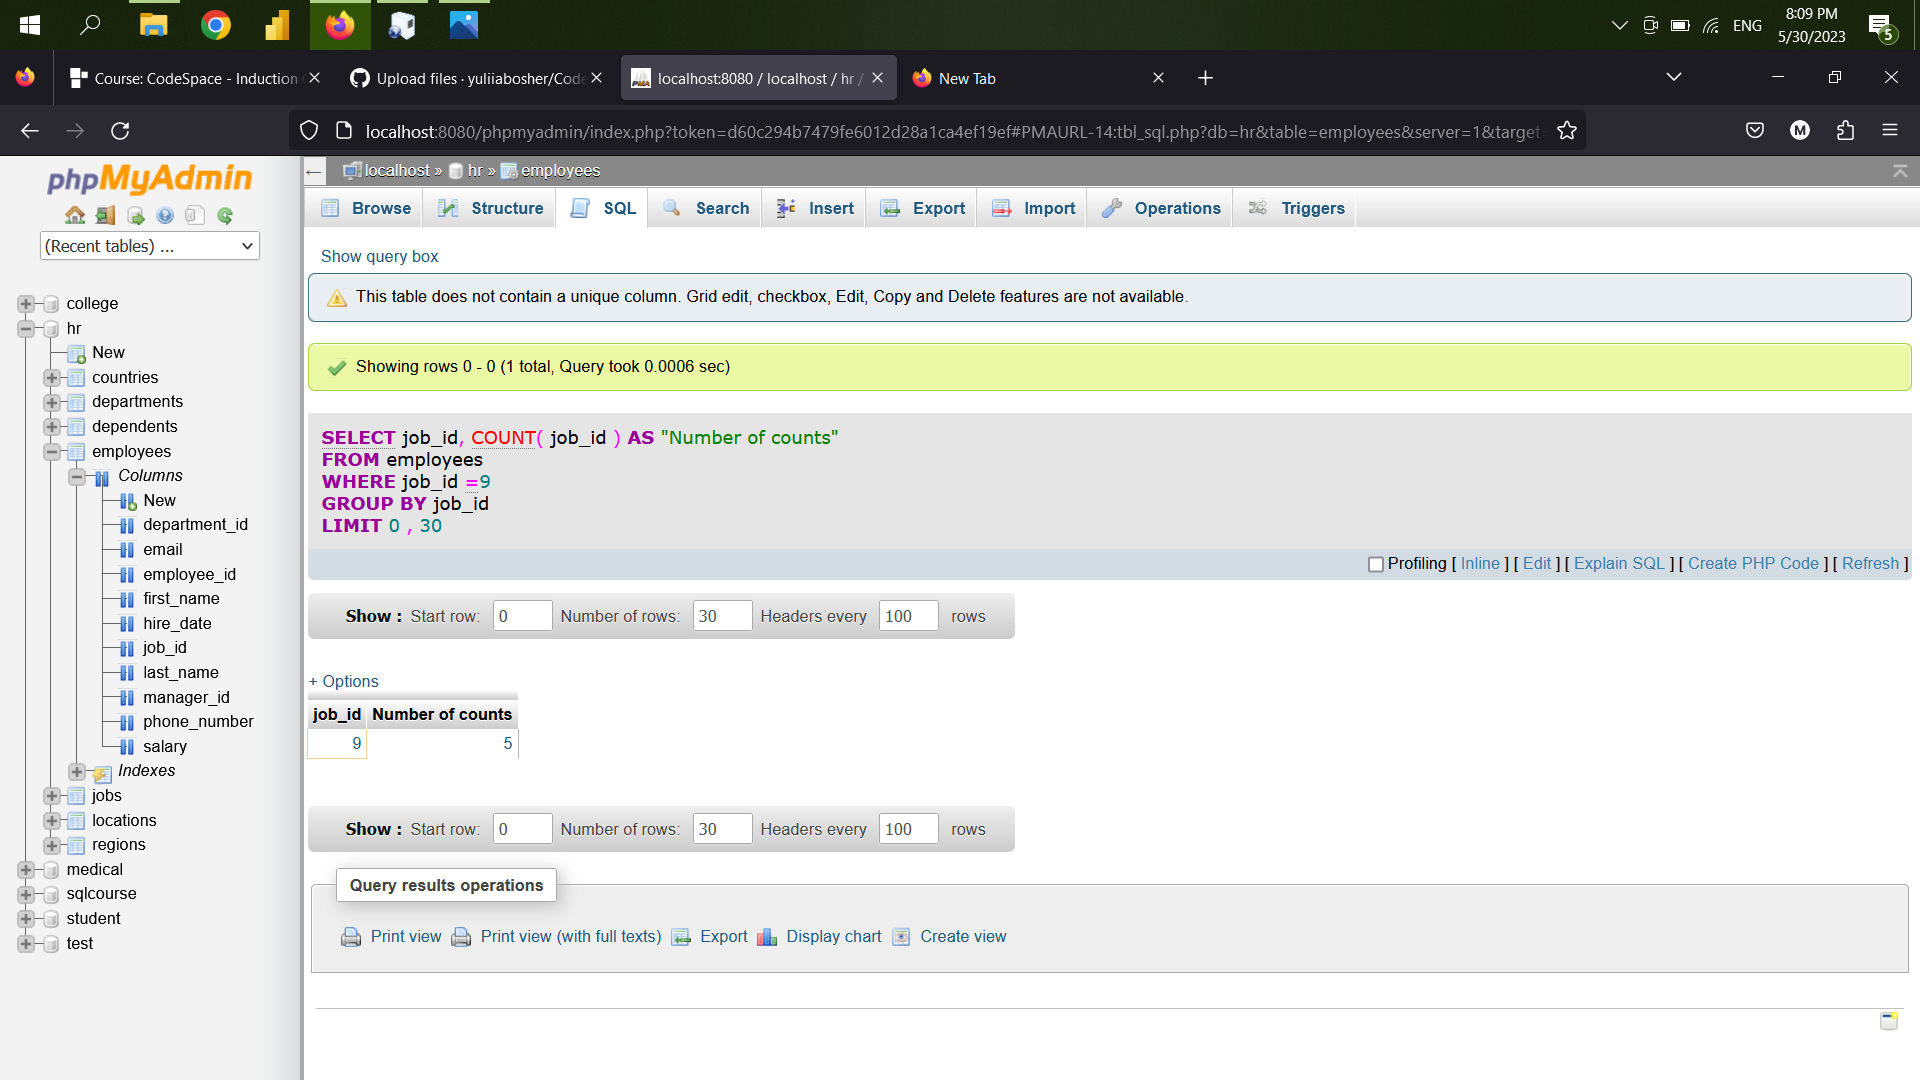 ENG
8:09 PM
5/30/2023
5
Course: CodeSpace - Induction
Upload files · yuliiabosher/Code
localhost:8080 / localhost / hr /
New Tab
localhost:8080/phpmyadmin/index.php?token=d60c294b7479fe6012d28a1ca4ef19ef#PMAURL-14:tbl_sql.php?db=hr&table=employees&server=1&target=
M
phpMyAdmin
(Recent tables) ...
college
hr
New
countries
departments
dependents
employees
Columns
New
department_id
email
employee_id
first_name
hire_date
job_id
last_name
manager_id
phone_number
salary
Indexes
jobs
locations
regions
medical
sqlcourse
student
test
localhost » hr » employees
Browse Structure SQL Search Insert Export Import Operations Triggers
Show query box
This table does not contain a unique column. Grid edit, checkbox, Edit, Copy and Delete features are not available.
Showing rows 0 - 0 (1 total, Query took 0.0006 sec)
SELECT job_id, COUNT( job_id ) AS "Number of counts"
FROM employees
WHERE job_id =9
GROUP BY job_id
LIMIT 0 , 30
Profiling [ Inline ] [ Edit ] [ Explain SQL ] [ Create PHP Code ] [ Refresh ]
Show : Start row: 0 Number of rows: 30 Headers every 100 rows
+ Options
job_id Number of counts
9 5
Show : Start row: 0 Number of rows: 30 Headers every 100 rows
Query results operations
Print view Print view (with full texts) Export Display chart Create view